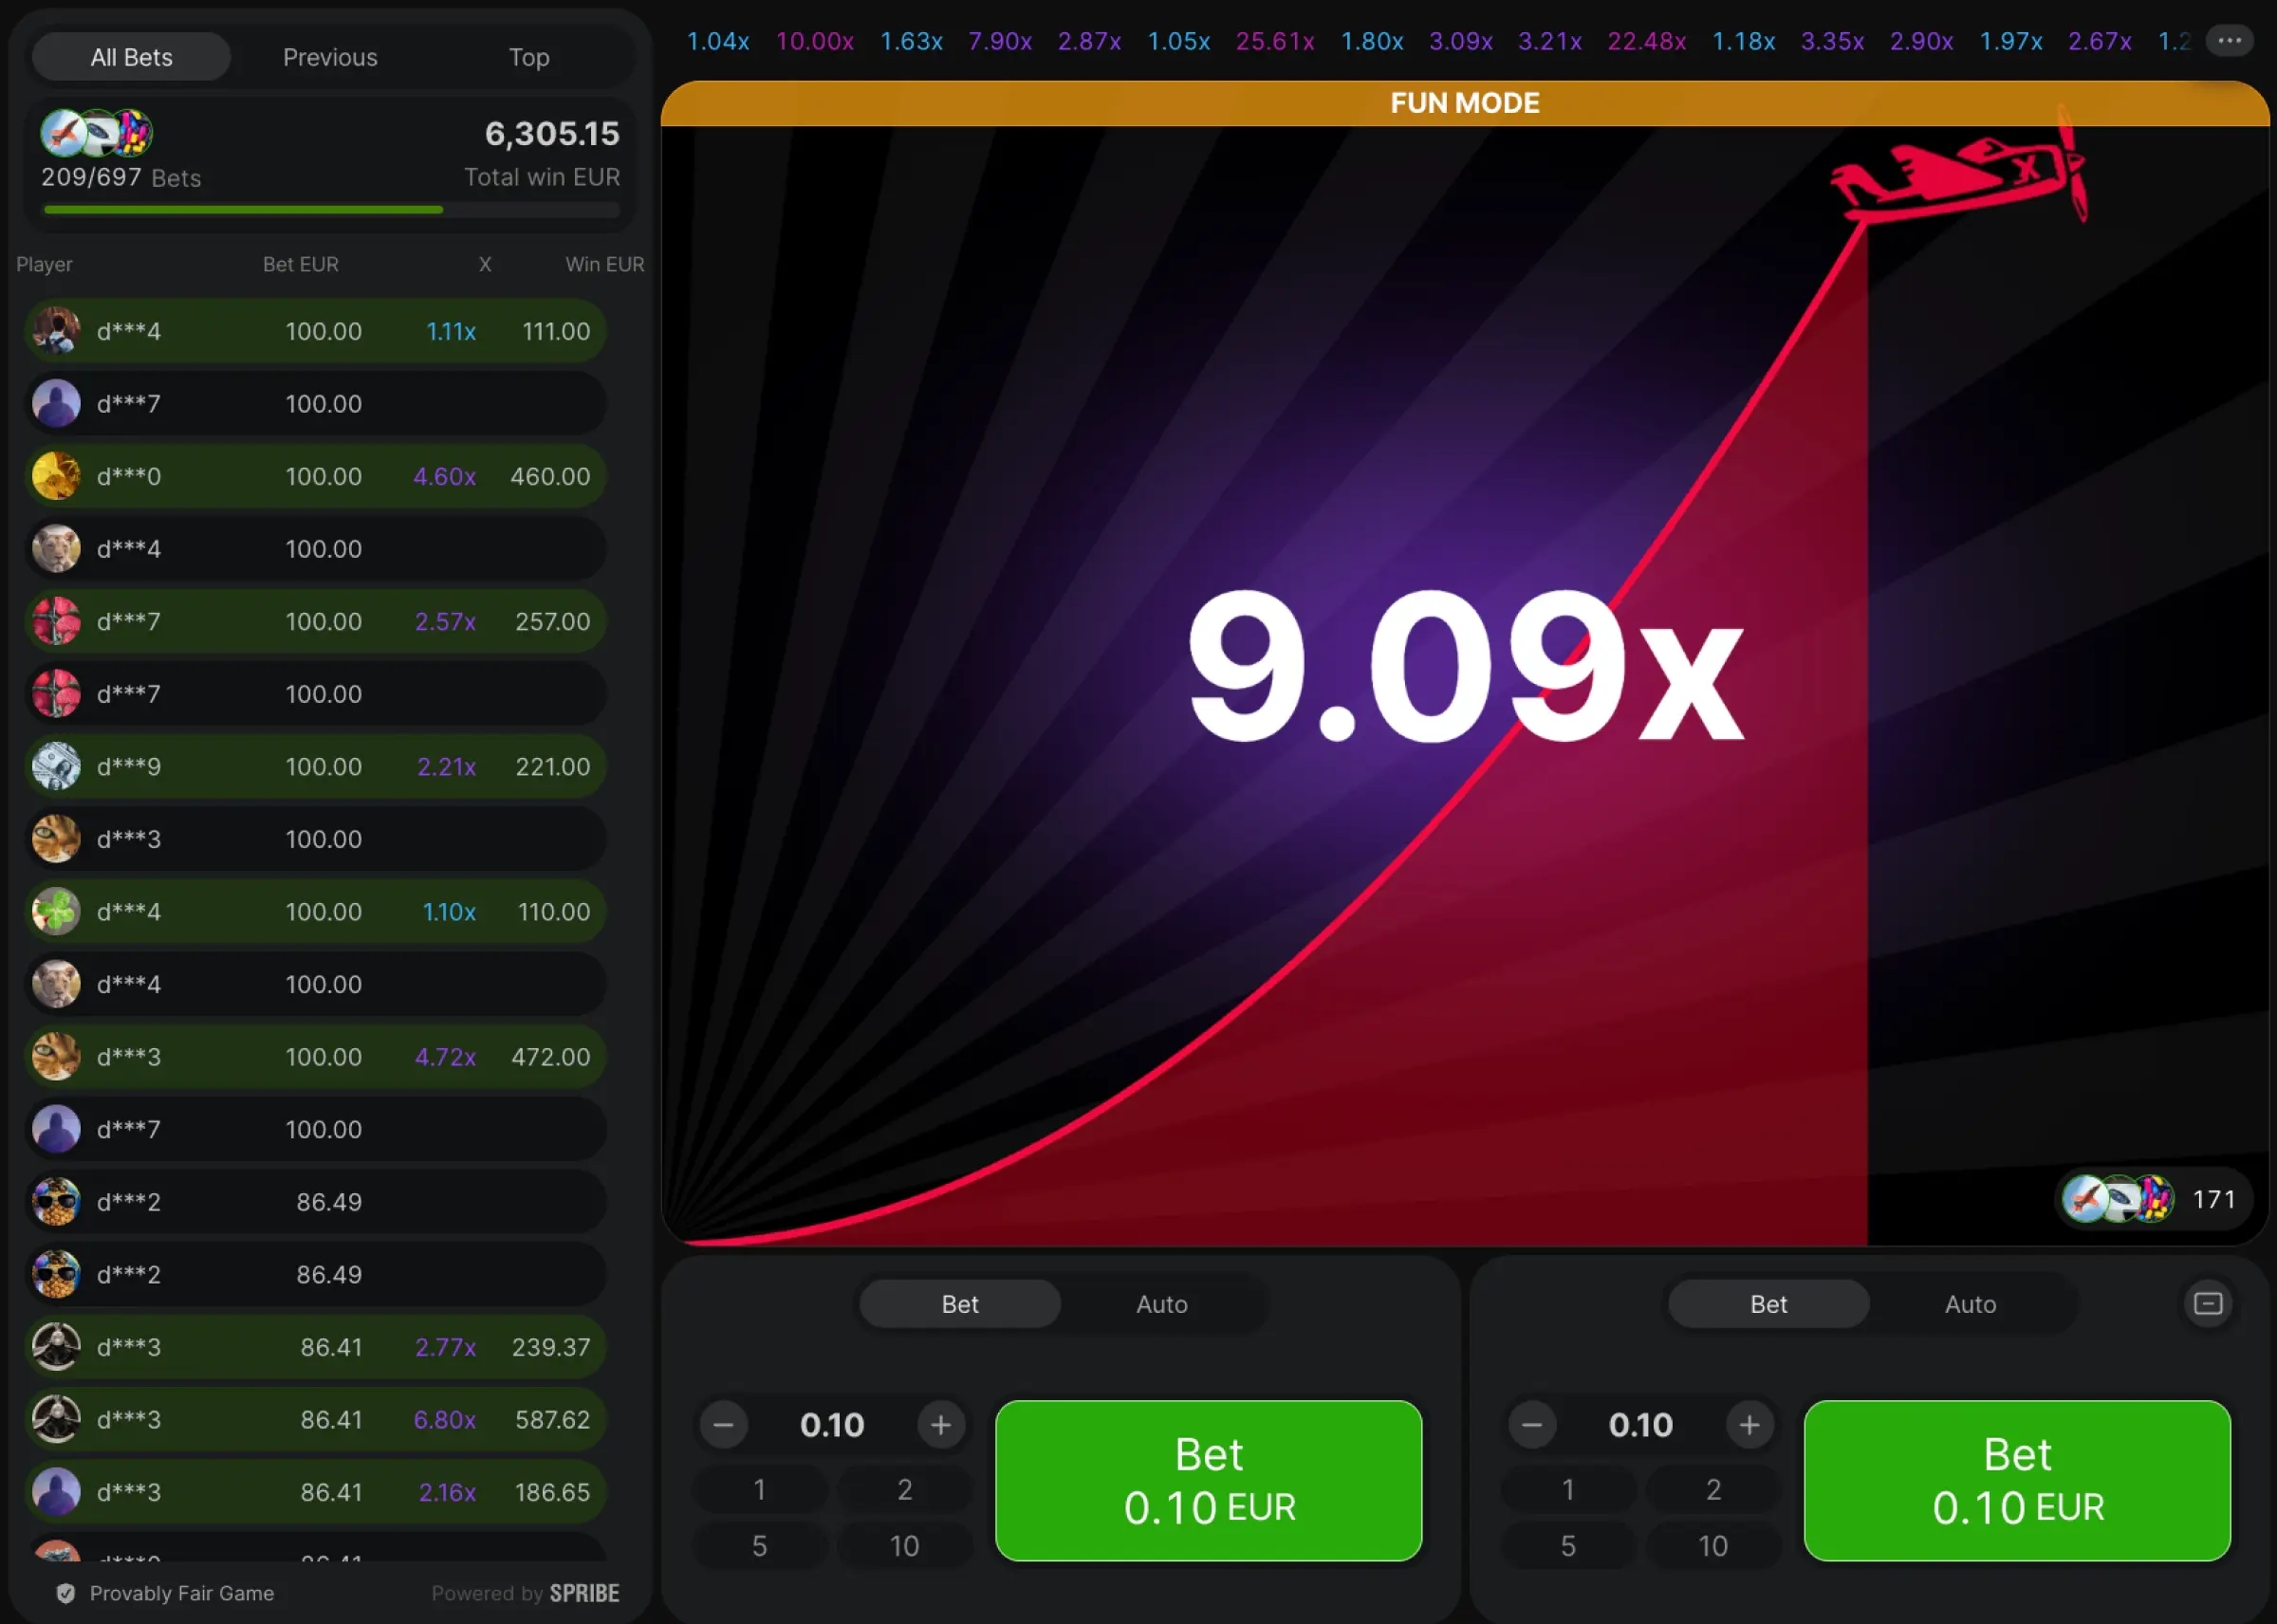 All Bets Previous Top
1.04x 10.00x 1.63x 7.90x 2.87x 1.05x 25.61x 1.80x 3.09x 3.21x 22.48x 1.18x 3.35x 2.90x 1.97x 2.67x
FUN MODE
6,305.15
209/697 Bets Total win EUR
Player Bet EUR X Win EUR
d***4 100.00 1.11x 111.00
d***7 100.00
d***0 100.00 4.60x 460.00
d***4 100.00
d***7 100.00 2.57x 257.00
d***7 100.00
d***9 100.00 2.21x 221.00
d***3 100.00
d***4 100.00 1.10x 110.00
d***4 100.00
d***3 100.00 4.72x 472.00
d***7 100.00
d***2 86.49
d***2 86.49
d***3 86.41 2.77x 239.37
d***3 86.41 6.80x 587.62
d***3 86.41 2.16x 186.65
Provably Fair Game Powered by SPRIBE
X
9.09x
171
Bet Auto
0.10
1 2
5 10
Bet
0.10 EUR
Bet Auto
0.10
1 2
5 10
Bet
0.10 EUR